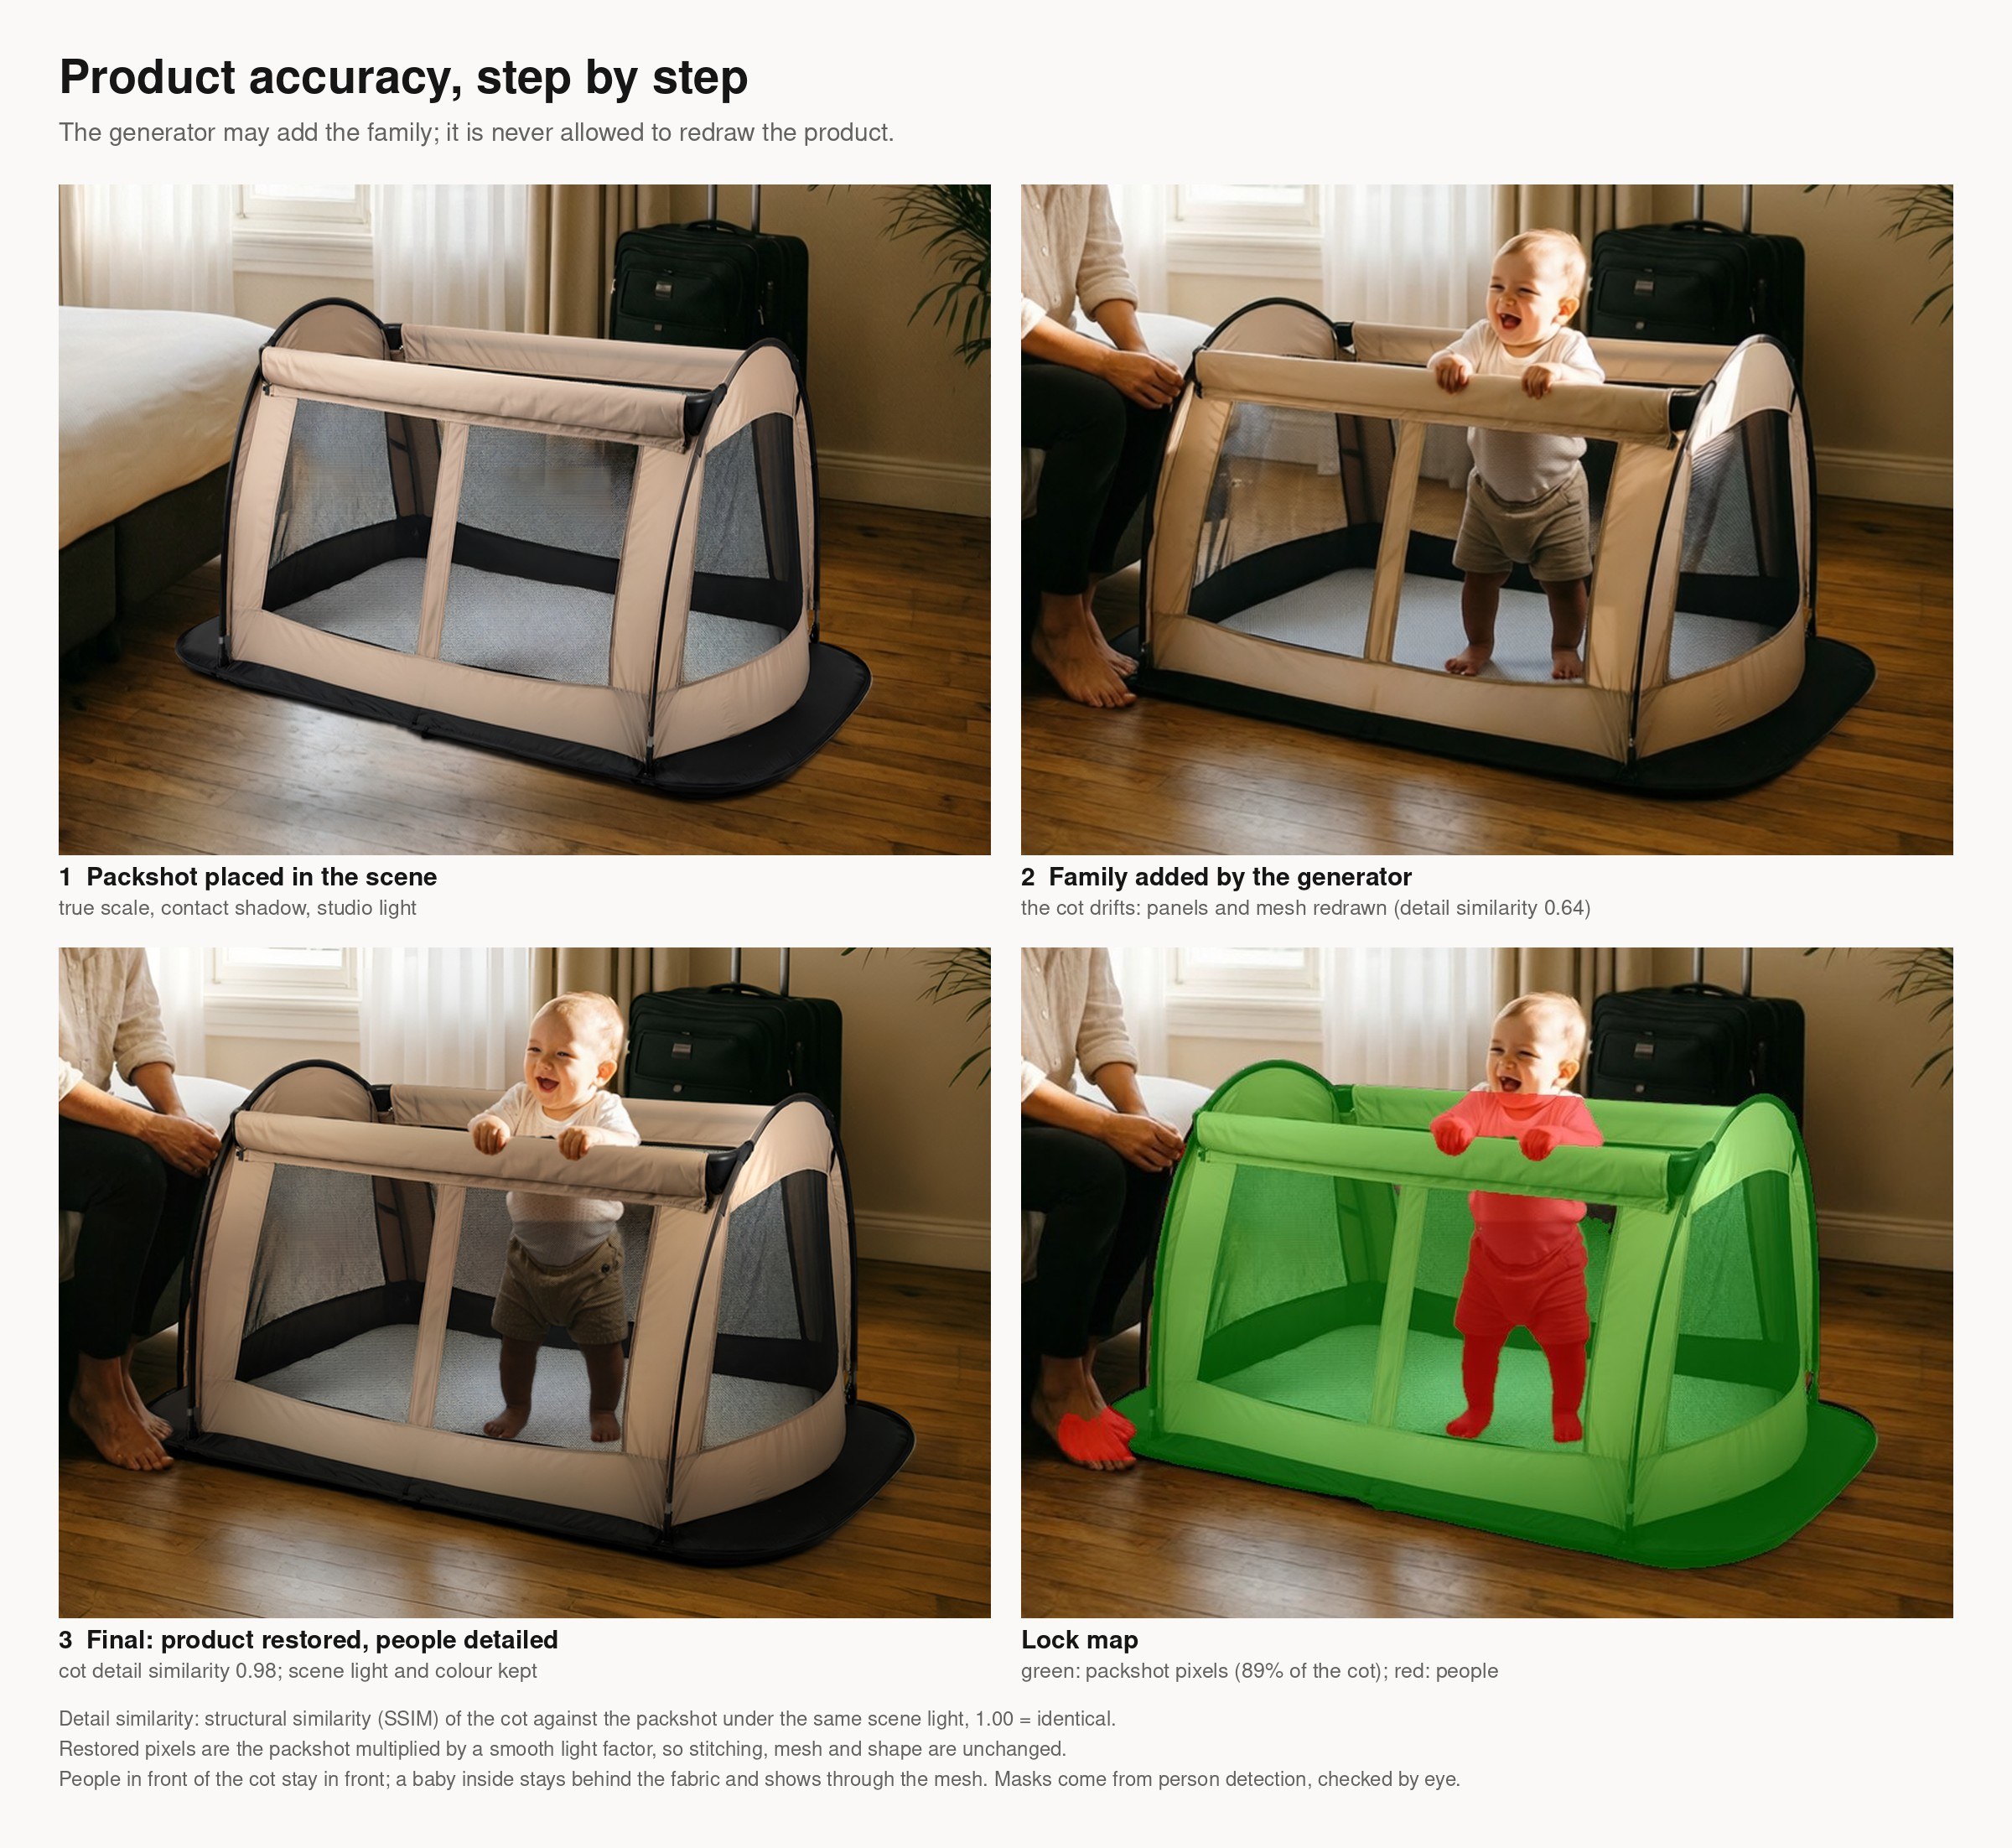 Product accuracy, step by step
The generator may add the family; it is never allowed to redraw the product.
1 Packshot placed in the scene
true scale, contact shadow, studio light
2 Family added by the generator
the cot drifts: panels and mesh redrawn (detail similarity 0.64)
3 Final: product restored, people detailed
cot detail similarity 0.98; scene light and colour kept
Lock map
green: packshot pixels (89% of the cot); red: people
Detail similarity: structural similarity (SSIM) of the cot against the packshot under the same scene light, 1.00 = identical.
Restored pixels are the packshot multiplied by a smooth light factor, so stitching, mesh and shape are unchanged.
People in front of the cot stay in front; a baby inside stays behind the fabric and shows through the mesh. Masks come from person detection, checked by eye.